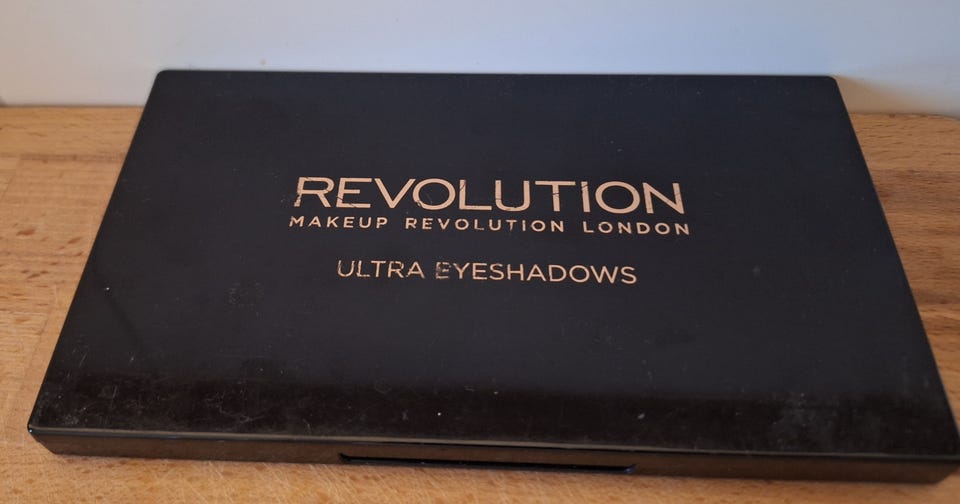 REVOLUTION
MAKEUP REVOLUTION LONDON
ULTRA EYESHADOWS